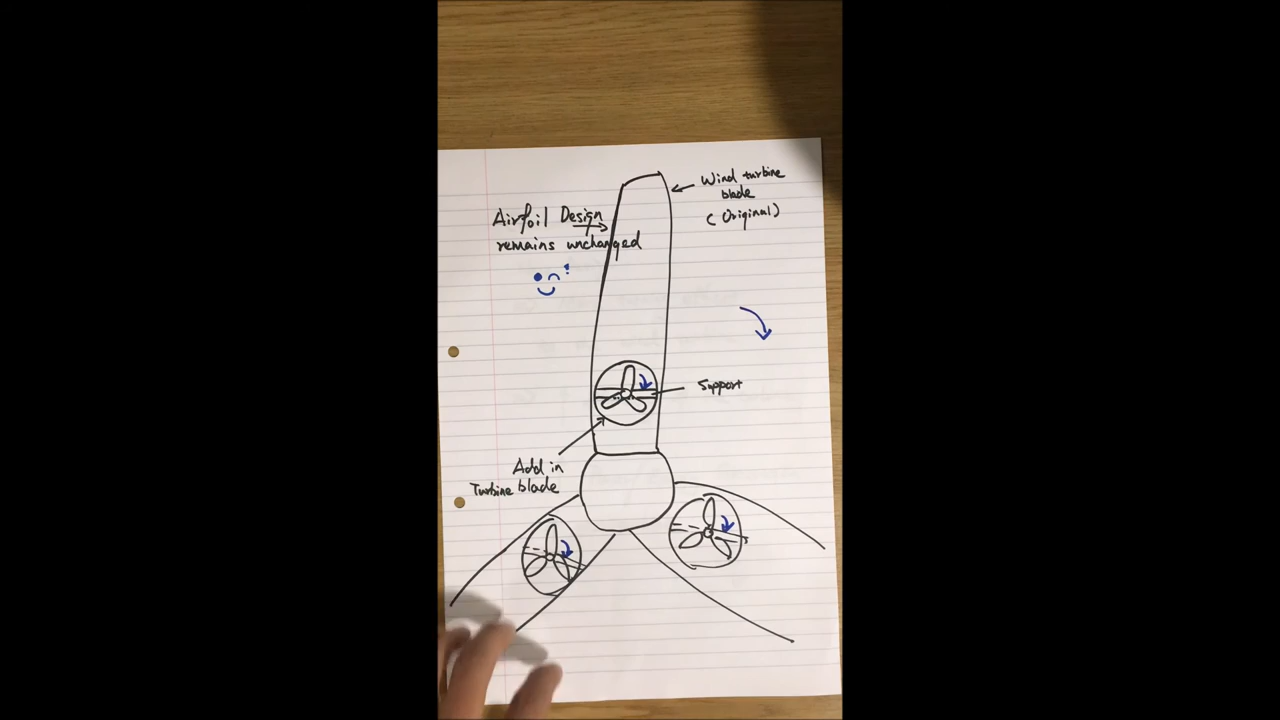 Wind turbine
blade
(Original)
Airfoil Design
remains unchanged
Support
Add in
Turbine blade